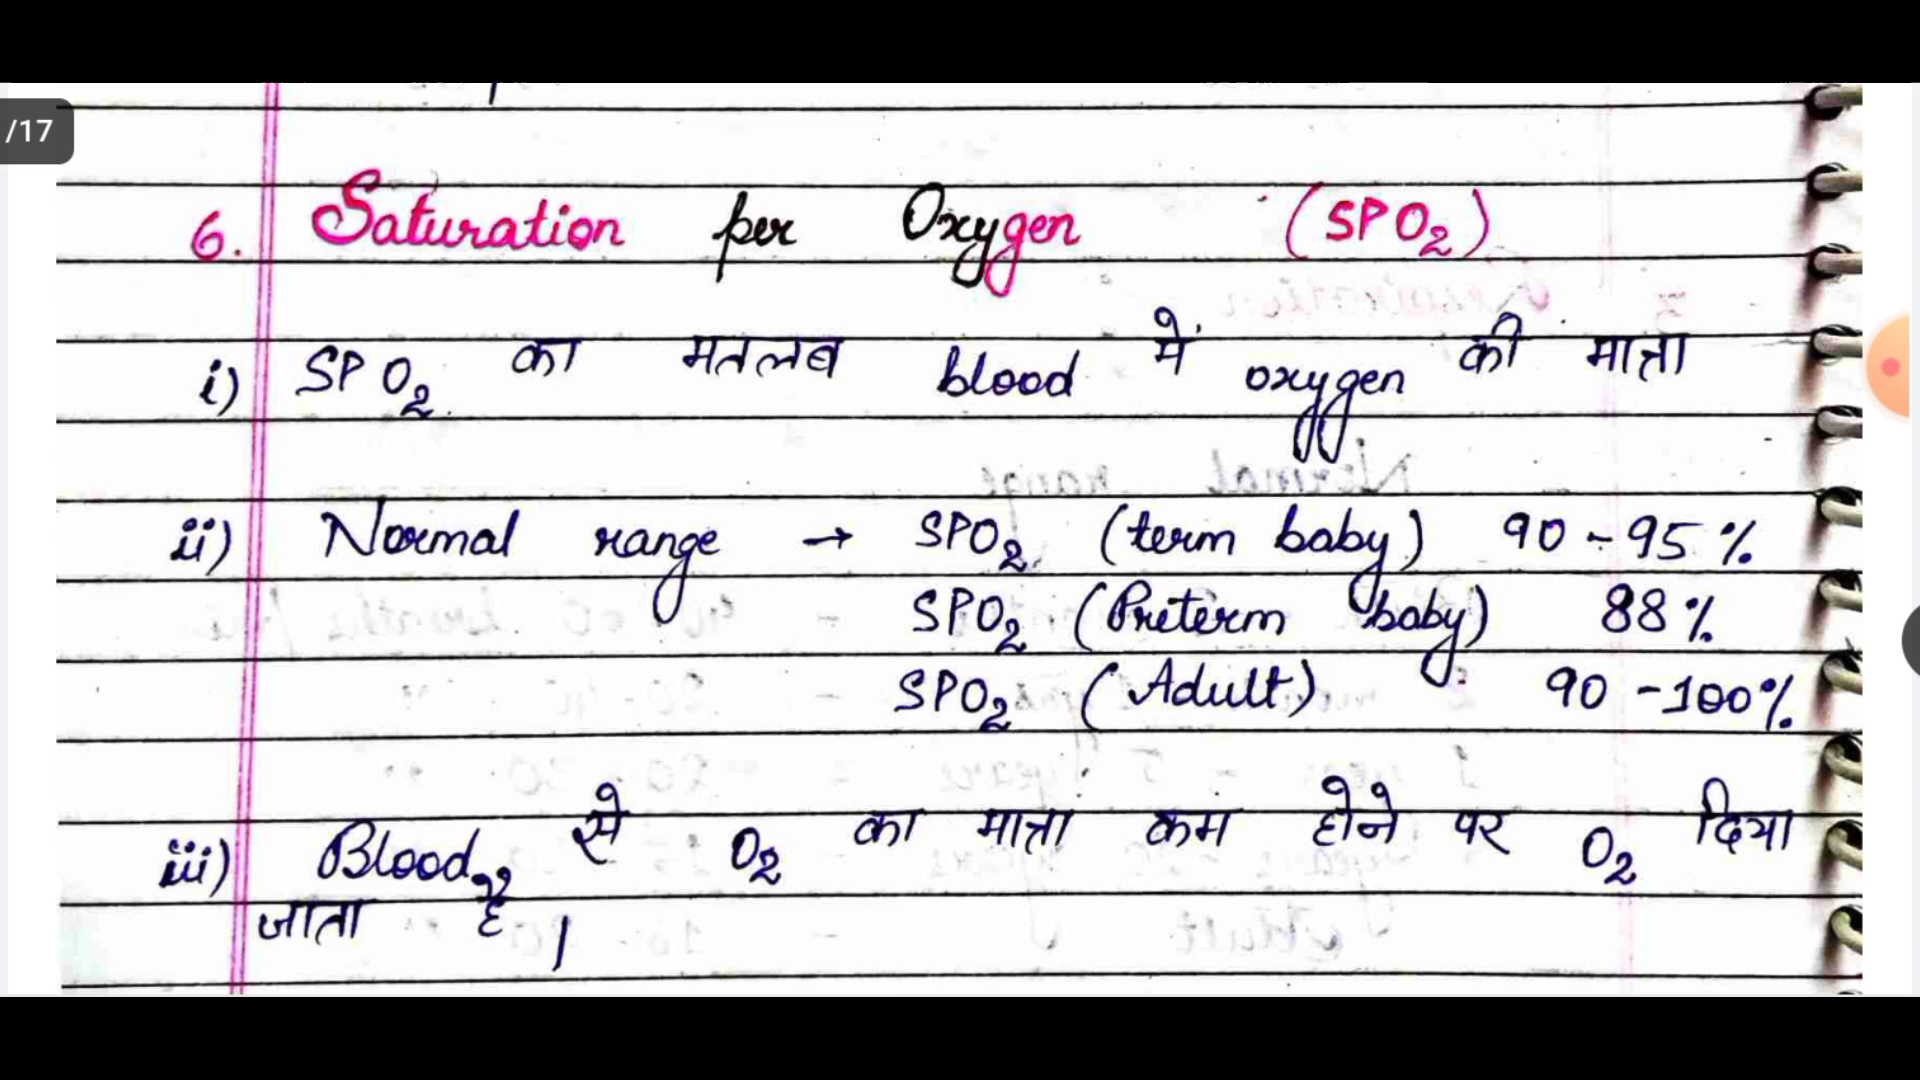 /17
6. Saturation per Oxygen (SPO₂)
i) SPO₂ का मतलब blood में oxygen की मात्रा
ii) Normal range → SPO₂ (term baby) 90 - 95 %
SPO₂ (Preterm baby) 88 %
SPO₂ (Adult) 90 - 100 %
iii) Blood से O₂ का मात्रा कम होने पर O₂ दिया
जाता है |